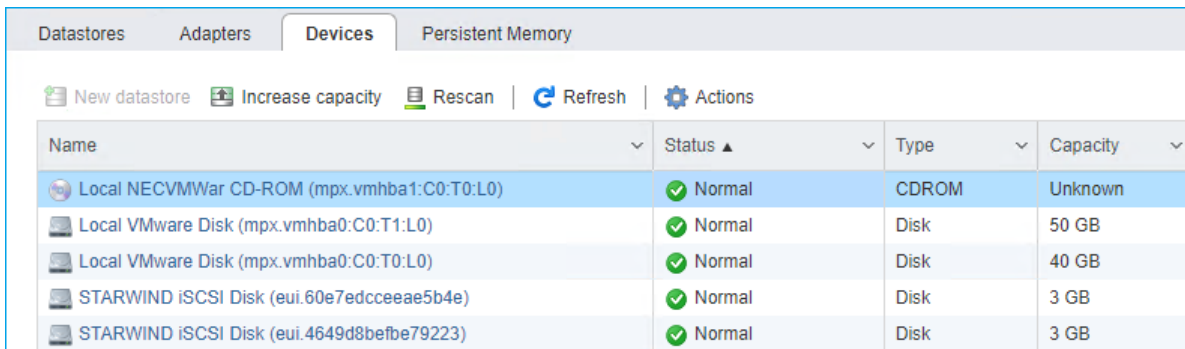 Datastores Adapters Devices Persistent Memory
New datastore Increase capacity Rescan Refresh Actions
Name Status Type Capacity
Local NECVMWar CD-ROM (mpx.vmhba1:C0:T0:L0) Normal CDROM Unknown
Local VMware Disk (mpx.vmhba0:C0:T1:L0) Normal Disk 50 GB
Local VMware Disk (mpx.vmhba0:C0:T0:L0) Normal Disk 40 GB
STARWIND iSCSI Disk (eui.60e7edcceeae5b4e) Normal Disk 3 GB
STARWIND iSCSI Disk (eui.4649d8befbe79223) Normal Disk 3 GB